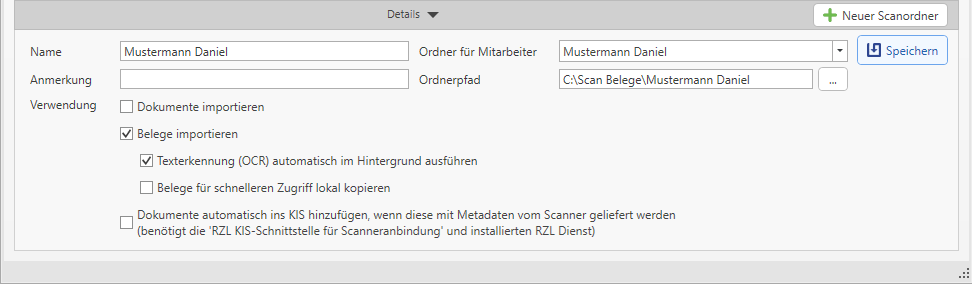 Details
Neuer Scanordner
Name Mustermann Daniel Ordner für Mitarbeiter Mustermann Daniel Speichern
Anmerkung Ordnerpfad C:\Scan Belege\Mustermann Daniel ...
Verwendung Dokumente importieren
Belege importieren
Texterkennung (OCR) automatisch im Hintergrund ausführen
Belege für schnelleren Zugriff lokal kopieren
Dokumente automatisch ins KIS hinzufügen, wenn diese mit Metadaten vom Scanner geliefert werden
(benötigt die 'RZL KIS-Schnittstelle für Scanneranbindung' und installierten RZL Dienst)